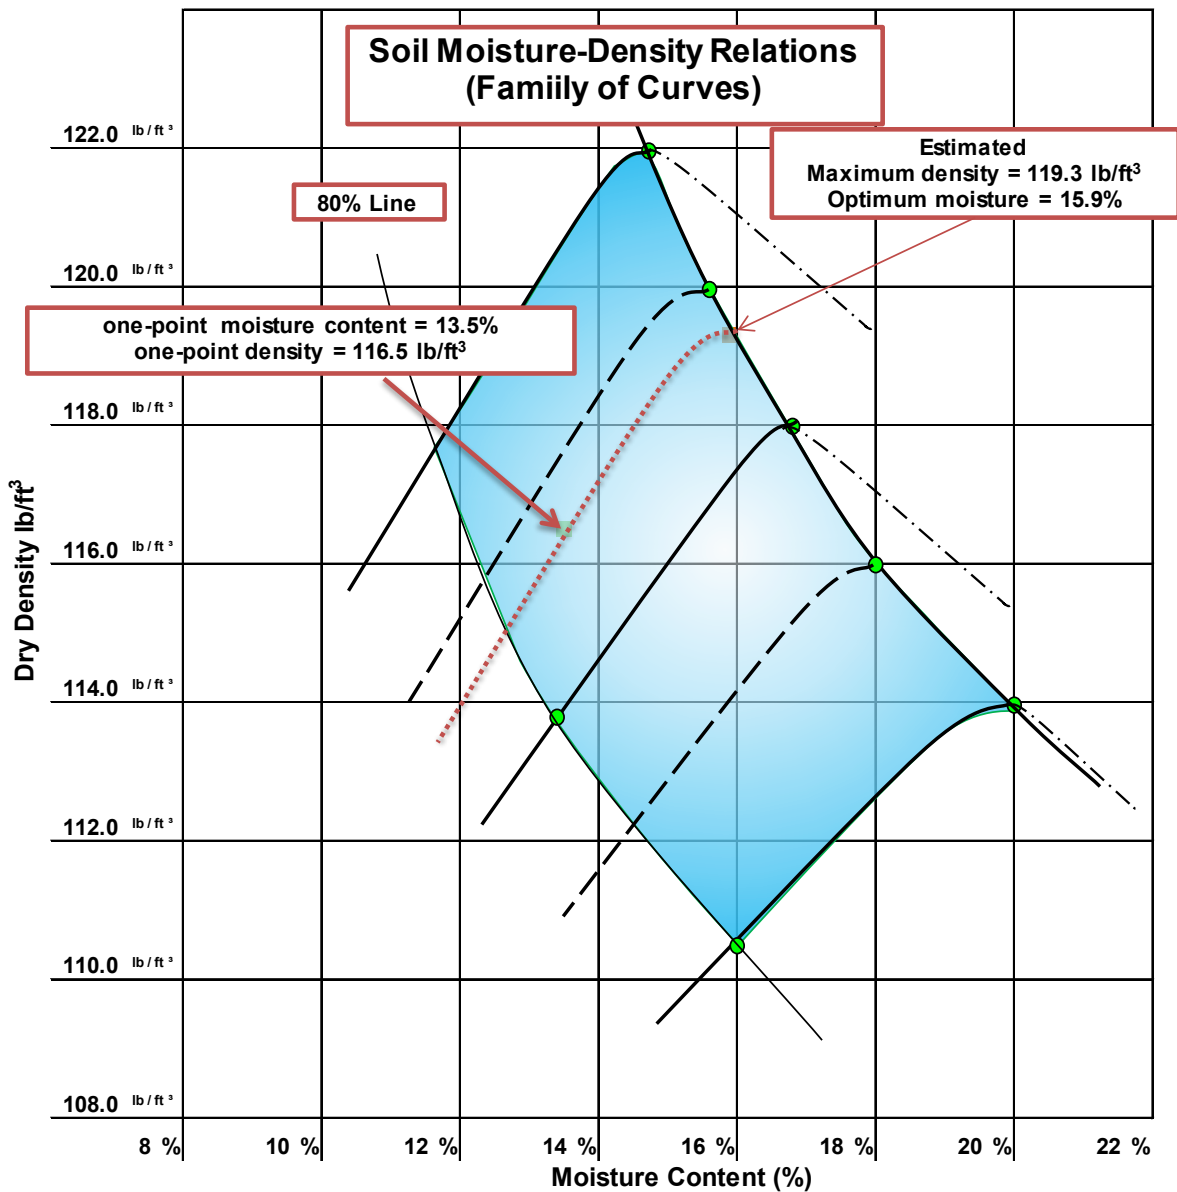 Soil Moisture-Density Relations
(Famiily of Curves)
122.0 lb / ft ³
Estimated
Maximum density = 119.3 lb/ft³
Optimum moisture = 15.9%
80% Line
120.0 lb / ft ³
one-point moisture content = 13.5%
one-point density = 116.5 lb/ft³
118.0 lb / ft ³
Dry Density lb/ft³
116.0 lb / ft ³
114.0 lb / ft ³
112.0 lb / ft ³
110.0 lb / ft ³
108.0 lb / ft ³
8 % 10 % 12 % 14 % 16 % 18 % 20 % 22 %
Moisture Content (%)